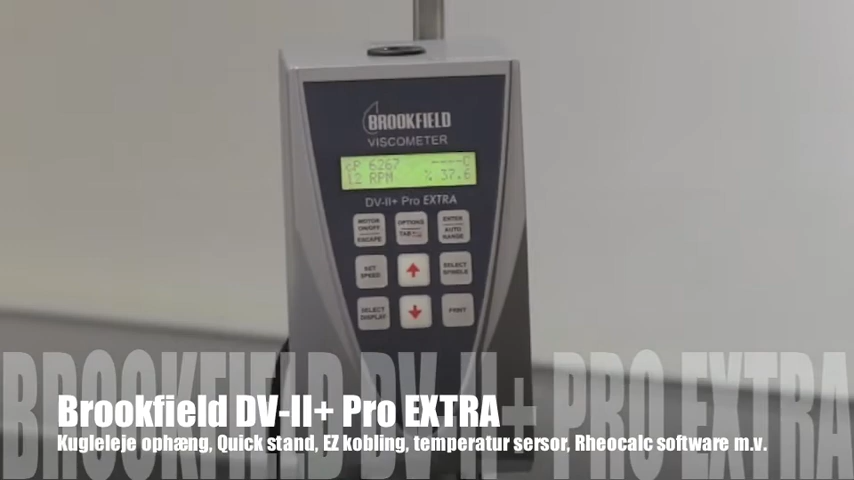 BROOKFIELD
VISCOMETER
cP 6267 ----C
12 RPM % 37.6
DV-II+ Pro EXTRA
MOTOR ON/OFF ESCAPE
OPTIONS TAB
ENTER AUTO RANGE
SET SPEED
SELECT SPINDLE
SELECT DISPLAY
PRINT
BROOKFIELD DV-II+ PRO EXTRA
Brookfield DV-II+ Pro EXTRA
Kugleleje ophæng, Quick stand, EZ kobling, temperatur sersor, Rheocalc software m.v.